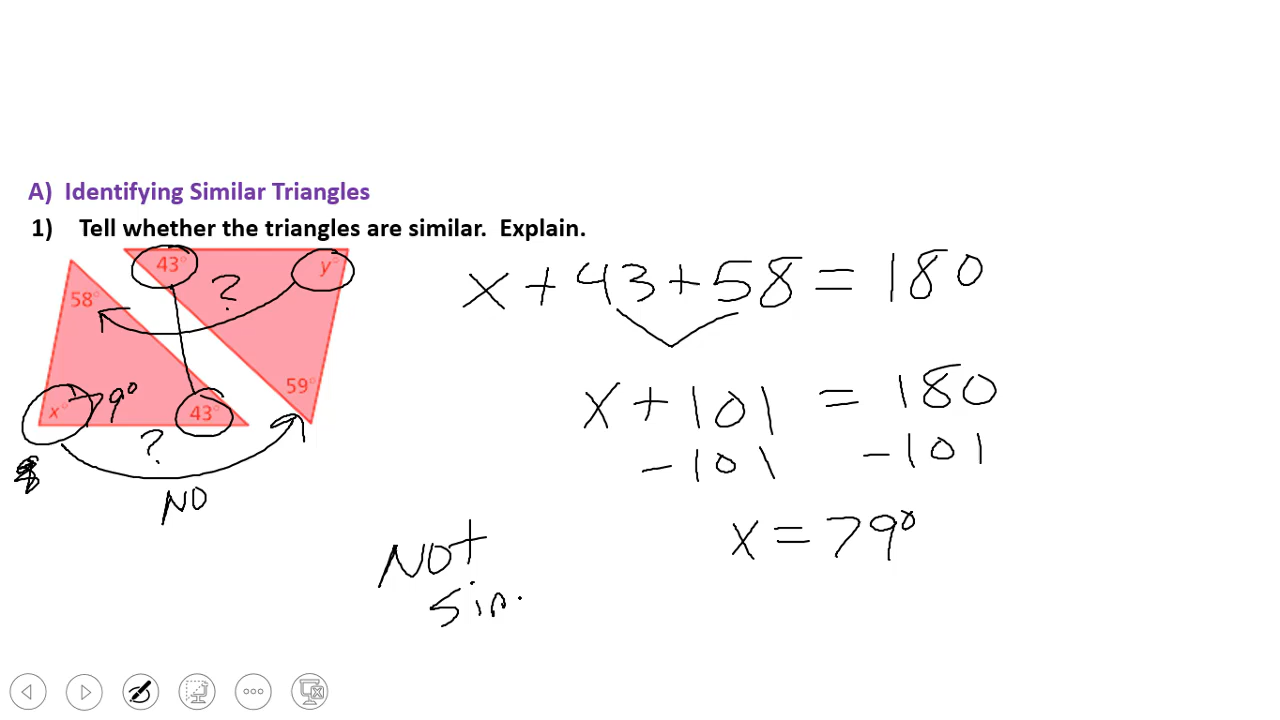 A) Identifying Similar Triangles
1) Tell whether the triangles are similar. Explain.
43°
y°
58°
?
59°
x°
79°
43°
?
NO
x + 43 + 58 = 180
x + 101 = 180
- 101 - 101
x = 79°
Not